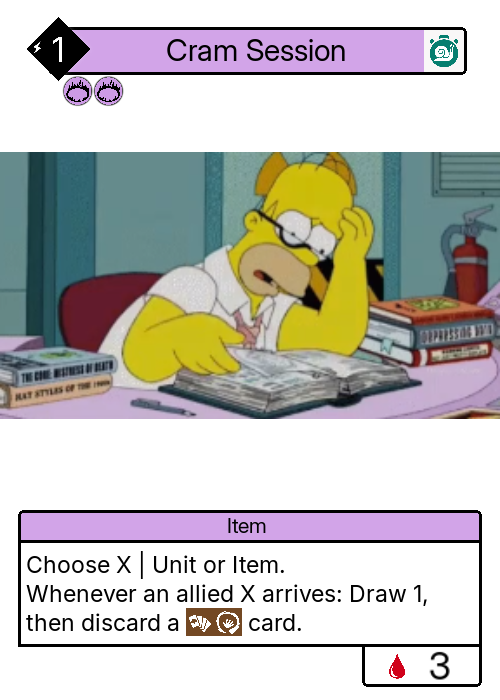 1 Cram Session
THE COOL MISTRESS OF DEATH
HAT STYLES OF THE 1900s
DEPRESSING DATA
Item
Choose X | Unit or Item.
Whenever an allied X arrives: Draw 1,
then discard a card.
3